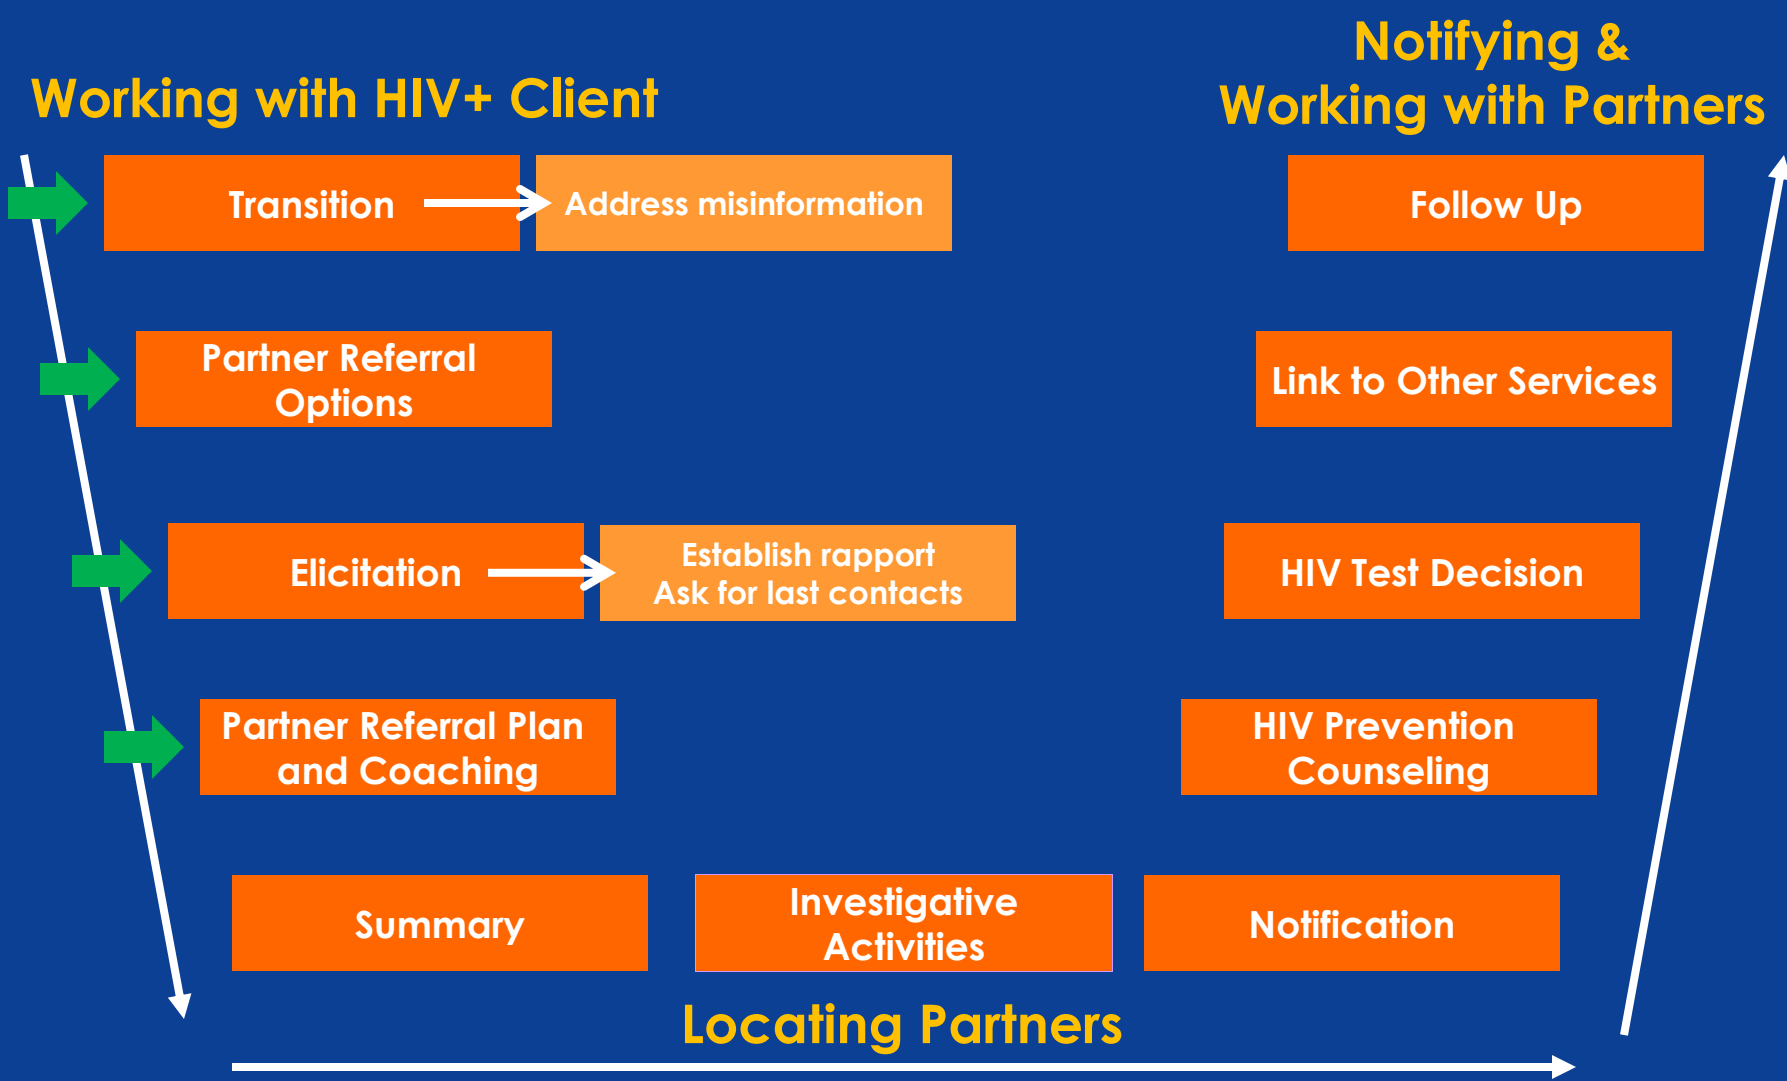 Working with HIV+ Client
Notifying &
Working with Partners
Transition
Address misinformation
Follow Up
Partner Referral
Options
Link to Other Services
Elicitation
Establish rapport
Ask for last contacts
HIV Test Decision
Partner Referral Plan
and Coaching
HIV Prevention
Counseling
Summary
Investigative
Activities
Notification
Locating Partners